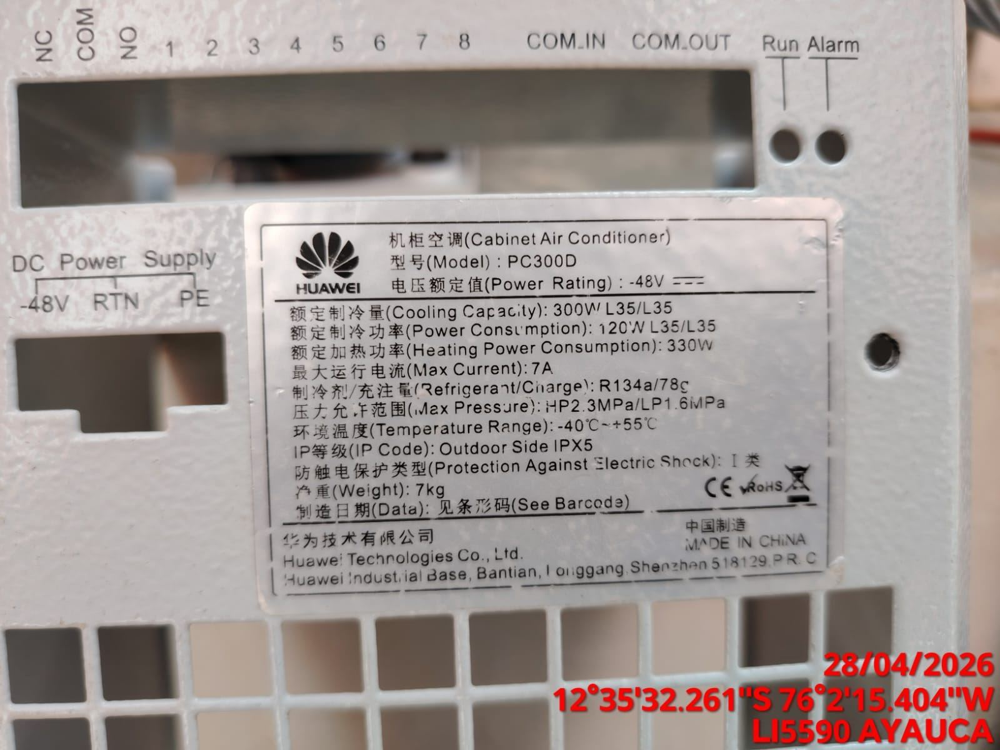 NC COM NO 1 2 3 4 5 6 7 8 COM_IN COM_OUT Run Alarm
DC Power Supply
-48V RTN PE
HUAWEI
机柜空调(Cabinet Air Conditioner)
型号(Model) : PC300D
电压额定值(Power Rating) : -48V ⎓
额定制冷量(Cooling Capacity): 300W L35/L35
额定制冷功率(Power Consumption): 120W L35/L35
额定加热功率(Heating Power Consumption): 330W
最大运行电流(Max Current): 7A
制冷剂/充注量(Refrigerant/Charge): R134a/78g
压力允许范围(Max Pressure): HP2.3MPa/LP1.6MPa
环境温度(Temperature Range): -40℃~+55℃
IP等级(IP Code): Outdoor Side IPX5
防触电保护类型(Protection Against Electric Shock): I 类
净重(Weight): 7kg
制造日期(Data): 见条形码(See Barcode)
CE RoHS
华为技术有限公司
Huawei Technologies Co., Ltd.
Huawei Industrial Base, Bantian, Longgang, Shenzhen 518129, P.R.C
中国制造
MADE IN CHINA
28/04/2026
12°35'32.261"S 76°2'15.404"W
LI5590 AYAUCA